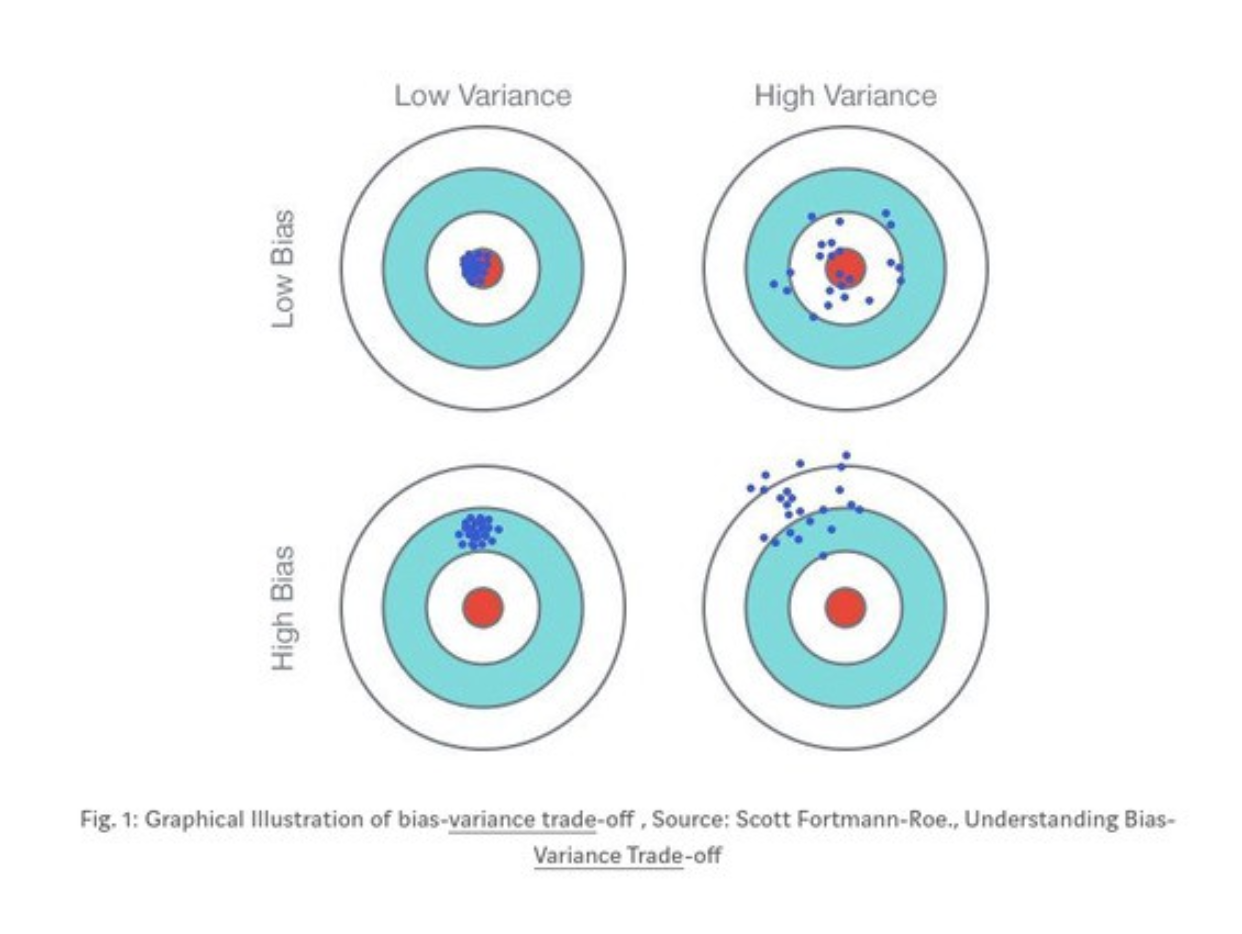 Low Variance
High Variance
Low Bias
High Bias
Fig. 1: Graphical Illustration of bias-variance trade-off , Source: Scott Fortmann-Roe., Understanding Bias-
Variance Trade-off